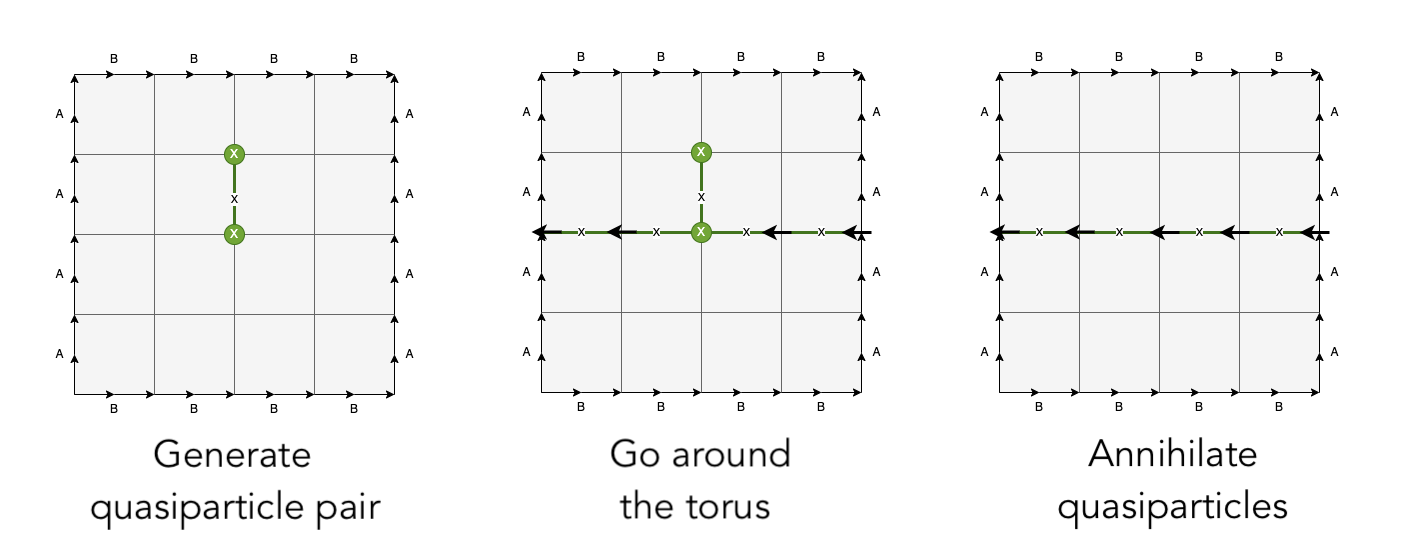 B B B B
B B B B
B B B B
A A
A A
A A
X
X
X
A A
A A
A A
X
X
X
A A
A A
A A
X X X X
X X X X
A A
A A
A A
B B B B
B B B B
B B B B
Generate
quasiparticle pair
Go around
the torus
Annihilate
quasiparticles